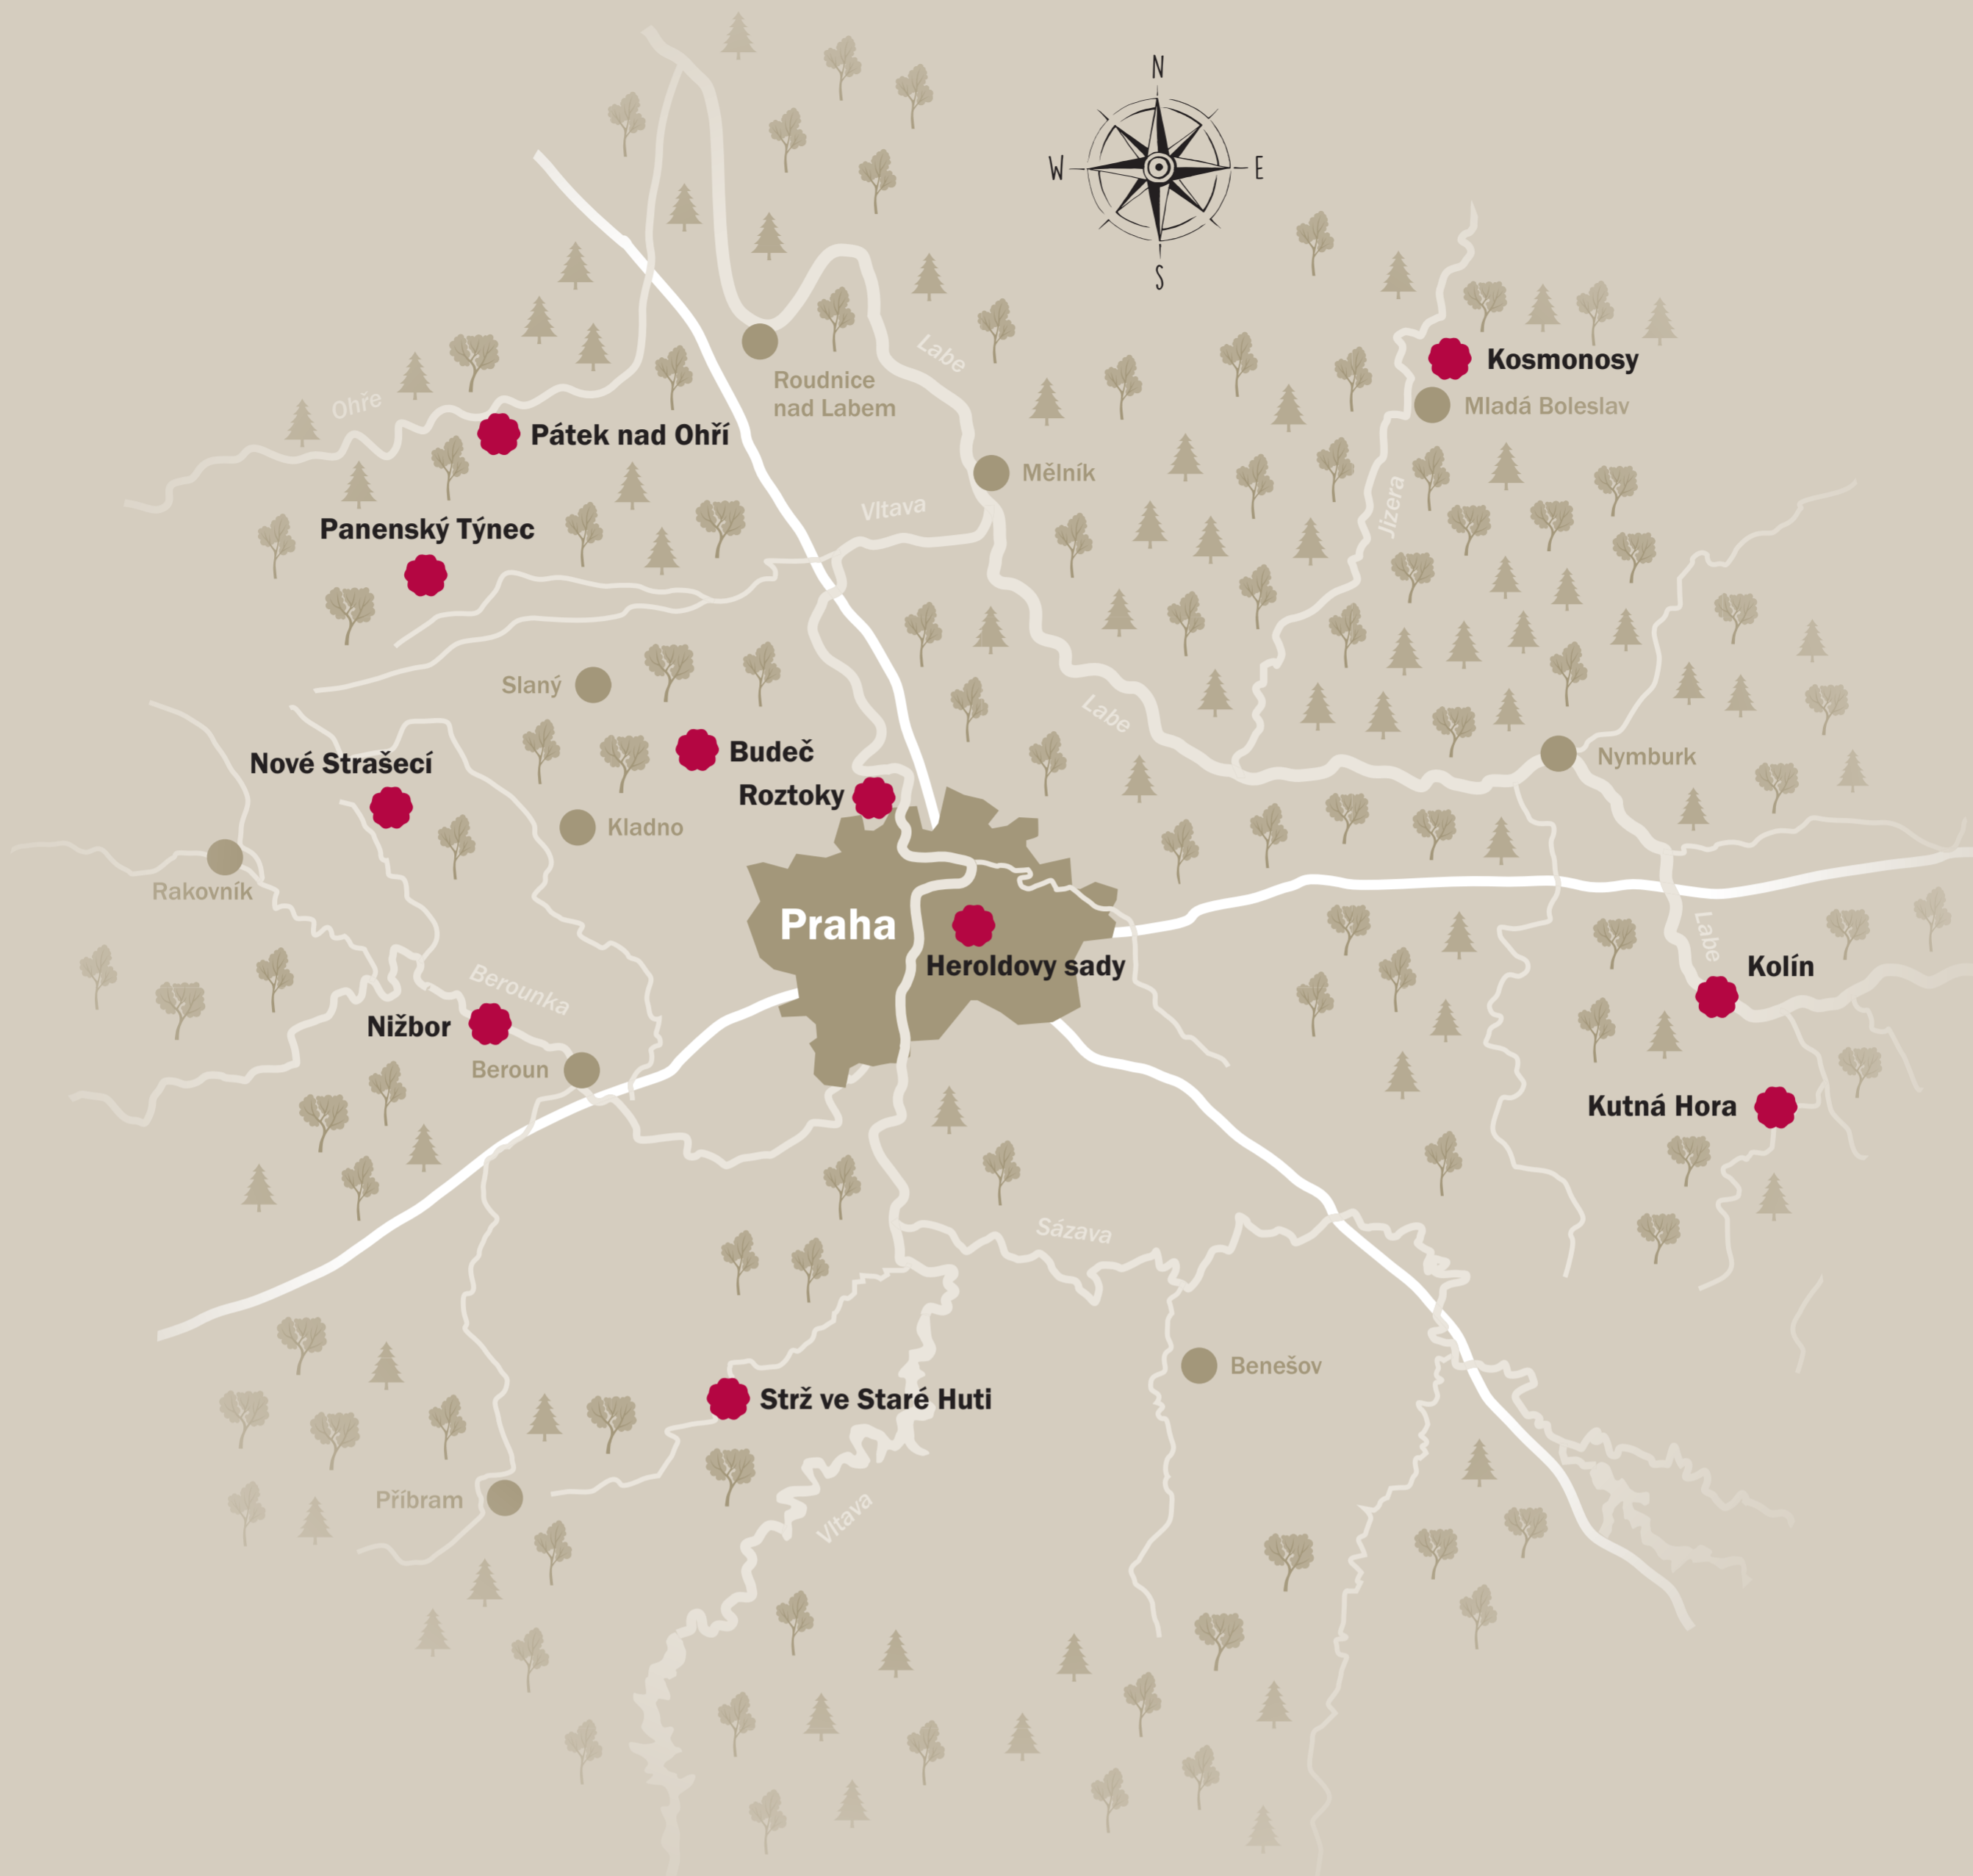 N
W
E
S
Labe
Kosmonosy
Roudnice
nad Labem
Mladá Boleslav
Ohře
Pátek nad Ohří
Mělník
Vltava
Jizera
Panenský Týnec
Slaný
Labe
Budeč
Nymburk
Nové Strašecí
Roztoky
Kladno
Rakovník
Praha
Labe
Heroldovy sady
Kolín
Berounka
Nižbor
Beroun
Kutná Hora
Sázava
Benešov
Strž ve Staré Huti
Příbram
Vltava